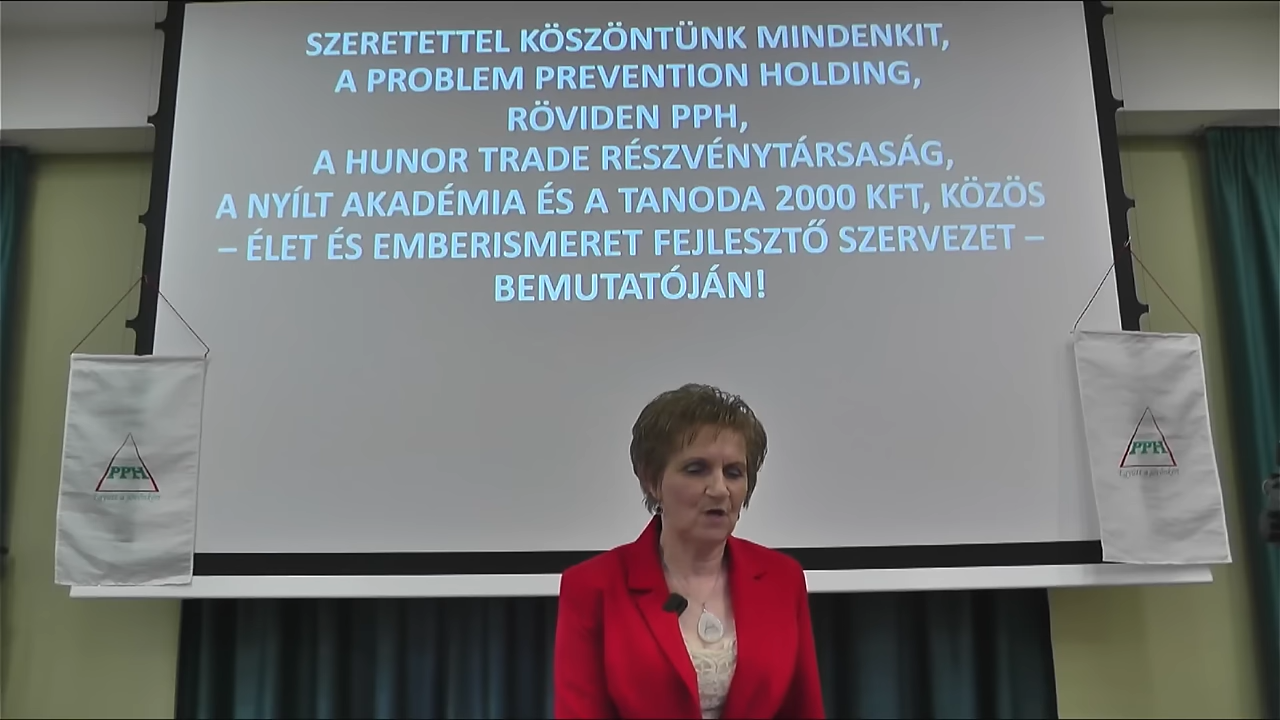 SZERETETTEL KÖSZÖNTÜNK MINDENKIT,
A PROBLEM PREVENTION HOLDING,
RÖVIDEN PPH,
A HUNOR TRADE RÉSZVÉNYTÁRSASÁG,
A NYÍLT AKADÉMIA ÉS A TANODA 2000 KFT, KÖZÖS
– ÉLET ÉS EMBERISMERET FEJLESZTŐ SZERVEZET –
BEMUTATÓJÁN!
PPH
PPH